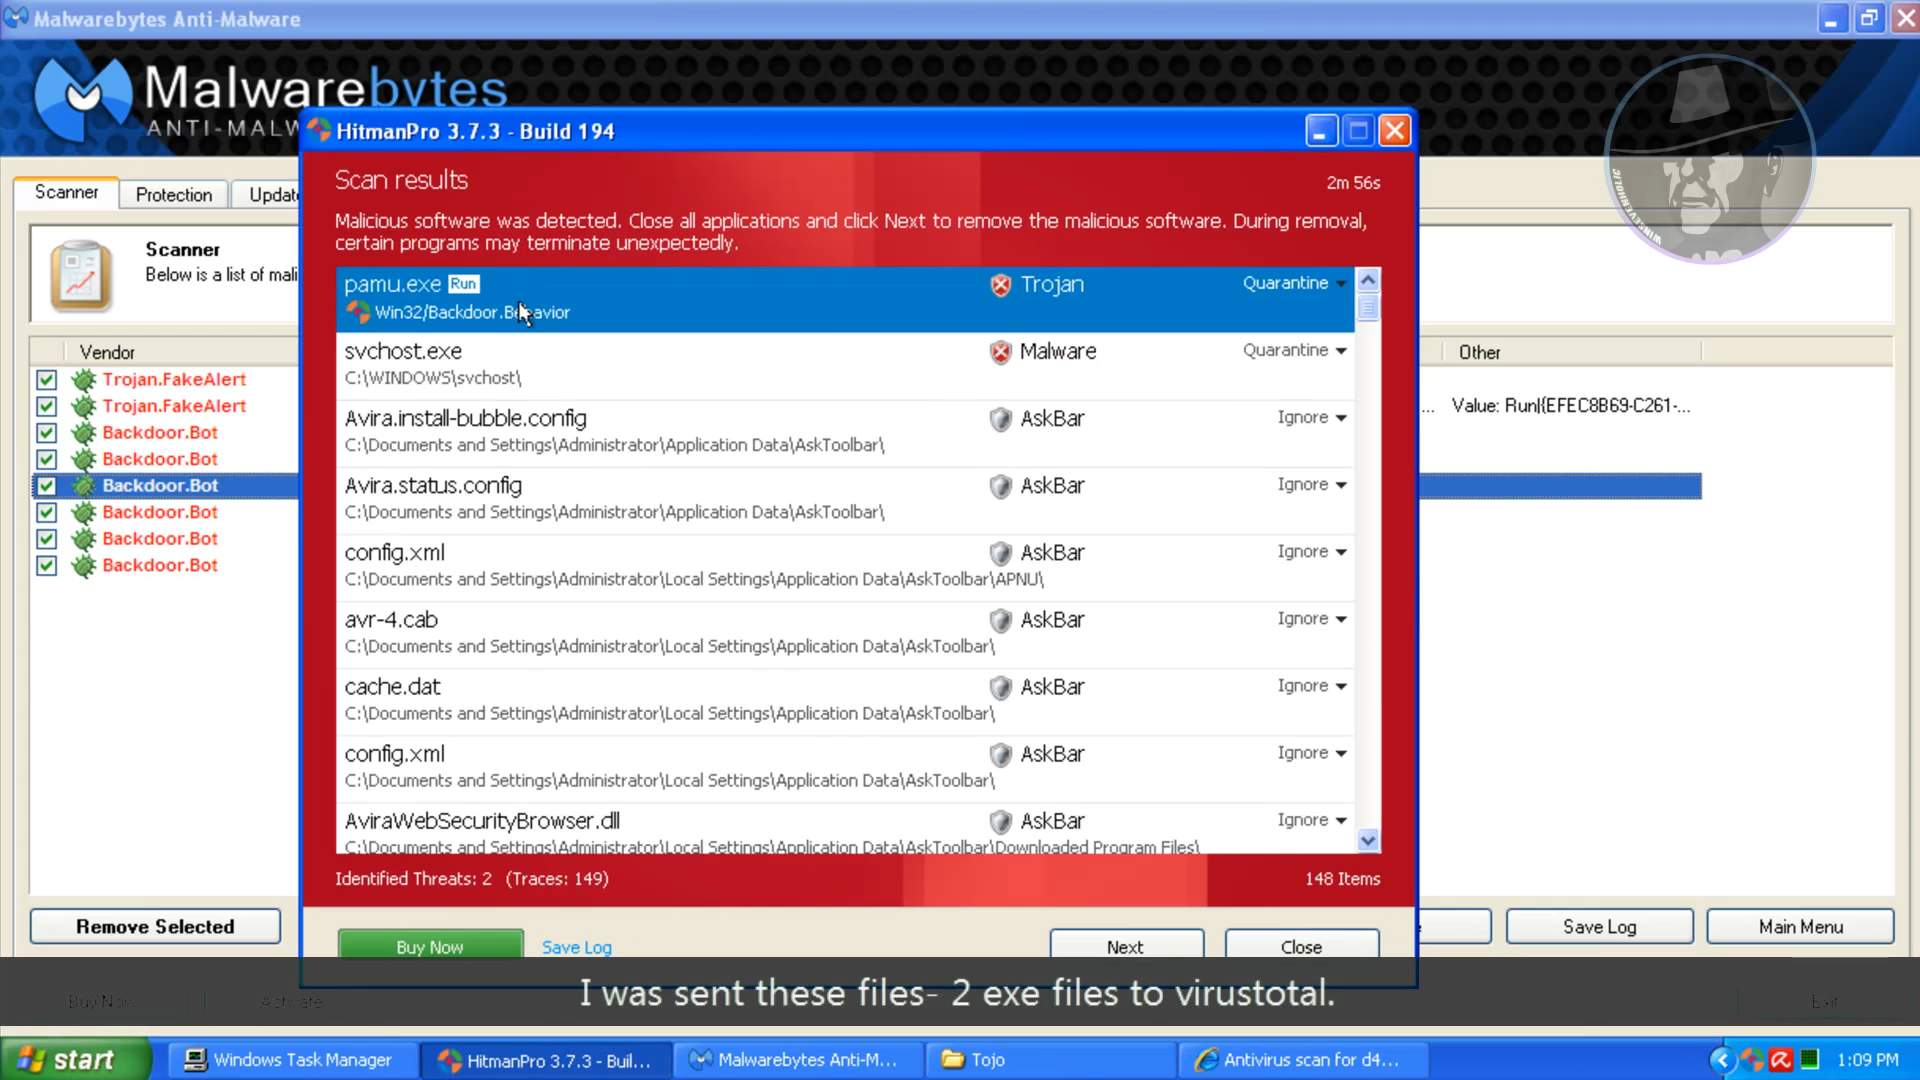 Malwarebytes Anti-Malware
Malwarebytes
ANTI-MALW
HitmanPro 3.7.3 - Build 194
Scanner
Protection
Updat
Scanner
Below is a list of mali
Vendor
Other
Trojan.FakeAlert
Trojan.FakeAlert
Value: Run|{EFEC8B69-C261-...
Backdoor.Bot
Backdoor.Bot
Backdoor.Bot
Backdoor.Bot
Backdoor.Bot
Backdoor.Bot
Scan results
2m 56s
Malicious software was detected. Close all applications and click Next to remove the malicious software. During removal,
certain programs may terminate unexpectedly.
pamu.exe Run Trojan Quarantine
Win32/Backdoor.Behavior
svchost.exe Malware Quarantine
C:\WINDOWS\svchost\
Avira.install-bubble.config AskBar Ignore
C:\Documents and Settings\Administrator\Application Data\AskToolbar\
Avira.status.config AskBar Ignore
C:\Documents and Settings\Administrator\Application Data\AskToolbar\
config.xml AskBar Ignore
C:\Documents and Settings\Administrator\Local Settings\Application Data\AskToolbar\APNU\
avr-4.cab AskBar Ignore
C:\Documents and Settings\Administrator\Local Settings\Application Data\AskToolbar\
cache.dat AskBar Ignore
C:\Documents and Settings\Administrator\Local Settings\Application Data\AskToolbar\
config.xml AskBar Ignore
C:\Documents and Settings\Administrator\Local Settings\Application Data\AskToolbar\
AviraWebSecurityBrowser.dll AskBar Ignore
C:\Documents and Settings\Administrator\Local Settings\Application Data\AskToolbar\Downloaded Program Files\
Identified Threats: 2 (Traces: 149)
148 Items
Buy Now
Save Log
Next
Close
Remove Selected
Save Log
Main Menu
WINSEVENHOLIC
Buy Now
Activate
Exit
I was sent these files- 2 exe files to virustotal.
start
Windows Task Manager
HitmanPro 3.7.3 - Buil...
Malwarebytes Anti-M...
Tojo
Antivirus scan for d4...
1:09 PM